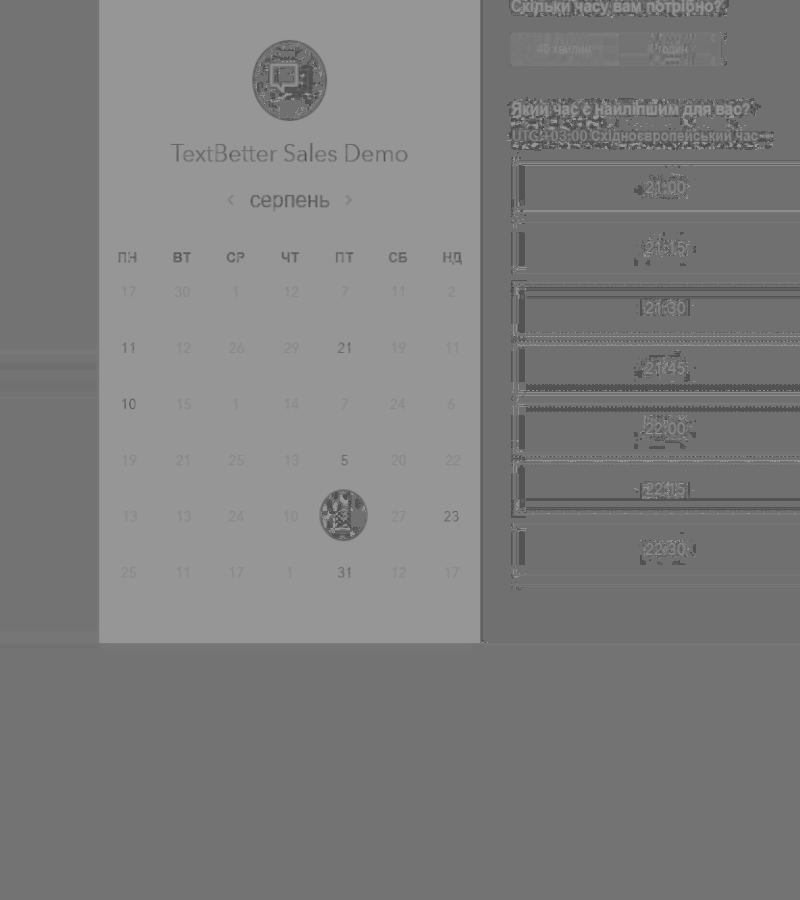 TextBetter Sales Demo
серпень
ПН ВТ СР ЧТ ПТ СБ НД
17 30 1 12 7 11 2
11 12 26 29 21 19 11
10 15 1 14 7 24 6
19 21 25 13 5 20 22
13 13 24 10 27 23
25 11 17 1 31 12 17
Скільки часу вам потрібно?
хвилин годин
Який час є найліпшим для вас?
UTC+03:00 Східноєвропейський час
21:00
21:15
21:30
21:45
22:00
22:15
22:30